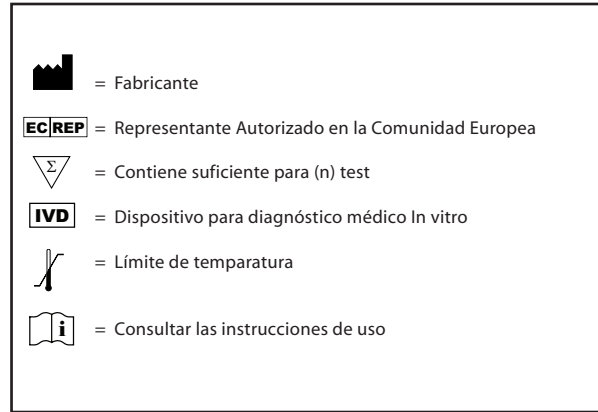 = Fabricante
EC REP = Representante Autorizado en la Comunidad Europea
Σ = Contiene suficiente para (n) test
IVD = Dispositivo para diagnóstico médico In vitro
= Límite de temparatura
i = Consultar las instrucciones de uso